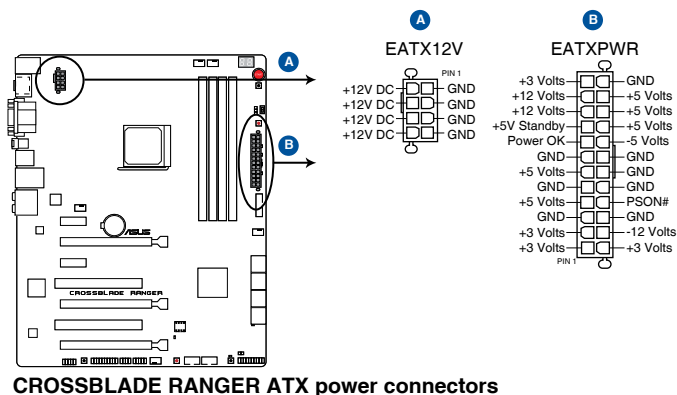 A
B
EATX12V
EATXPWR
A
PIN 1
+12V DC
GND
+12V DC
GND
+12V DC
GND
+12V DC
GND
+3 Volts
GND
+12 Volts
+5 Volts
+12 Volts
+5 Volts
+5V Standby
+5 Volts
Power OK
-5 Volts
GND
GND
+5 Volts
GND
GND
GND
+5 Volts
PSON#
GND
GND
+3 Volts
-12 Volts
+3 Volts
+3 Volts
PIN 1
B
ASUS
CROSSBLADE RANGER
CROSSBLADE RANGER ATX power connectors